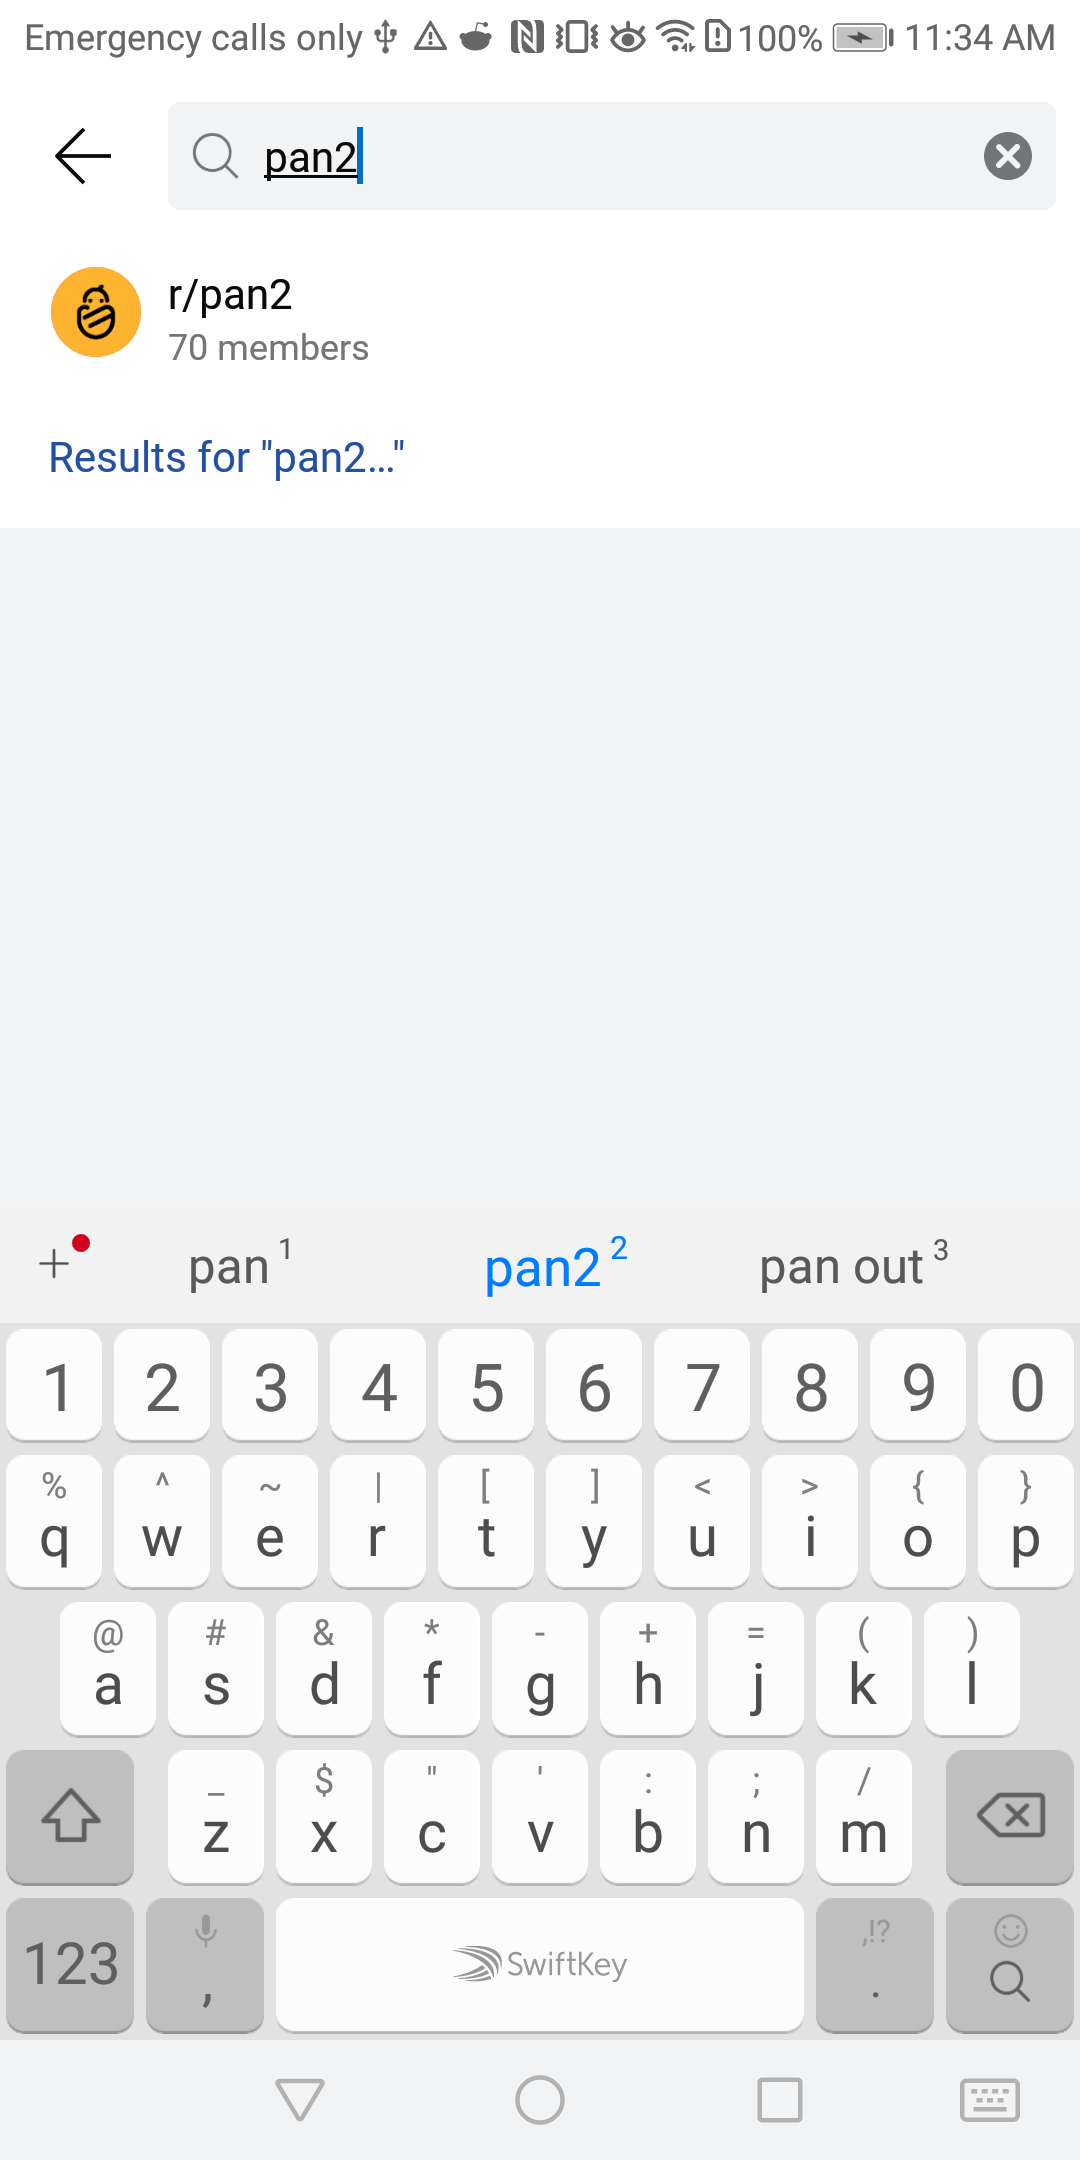 Emergency calls only 100% 11:34 AM
pan2
r/pan2
70 members
Results for "pan2..."
pan 1 pan2 2 pan out 3
1 2 3 4 5 6 7 8 9 0
% ^ ~ | [ ] < > { }
q w e r t y u i o p
@ # & * - + = ( )
a s d f g h j k l
_ $ " ' : ; /
z x c v b n m
,!?
123 , SwiftKey .